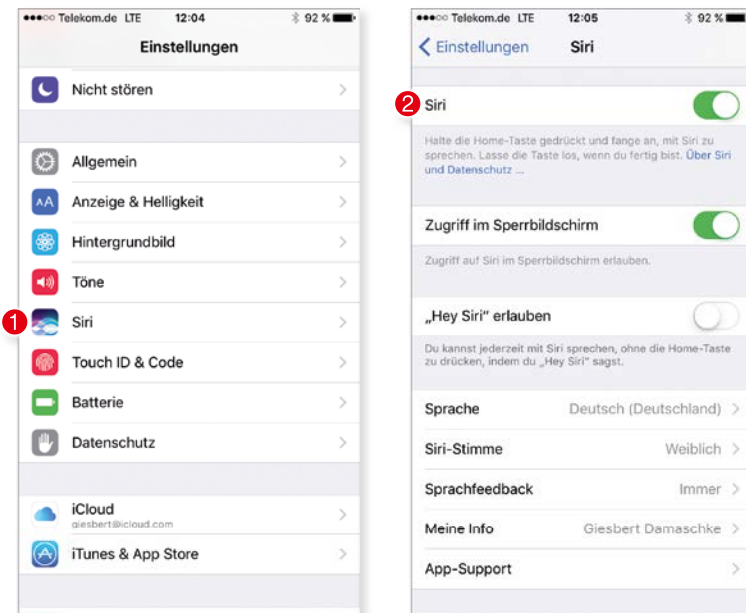 Telekom.de LTE 12:04 92 %
Einstellungen
Nicht stören
Allgemein
AA Anzeige & Helligkeit
Hintergrundbild
Töne
1 Siri
Touch ID & Code
Batterie
Datenschutz
iCloud
giesbert@icloud.com
iTunes & App Store
Telekom.de LTE 12:05 92 %
Einstellungen Siri
2 Siri
Halte die Home-Taste gedrückt und fange an, mit Siri zu
sprechen. Lasse die Taste los, wenn du fertig bist. Über Siri
und Datenschutz ...
Zugriff im Sperrbildschirm
Zugriff auf Siri im Sperrbildschirm erlauben.
„Hey Siri“ erlauben
Du kannst jederzeit mit Siri sprechen, ohne die Home-Taste
zu drücken, indem du „Hey Siri“ sagst.
Sprache Deutsch (Deutschland)
Siri-Stimme Weiblich
Sprachfeedback Immer
Meine Info Giesbert Damaschke
App-Support